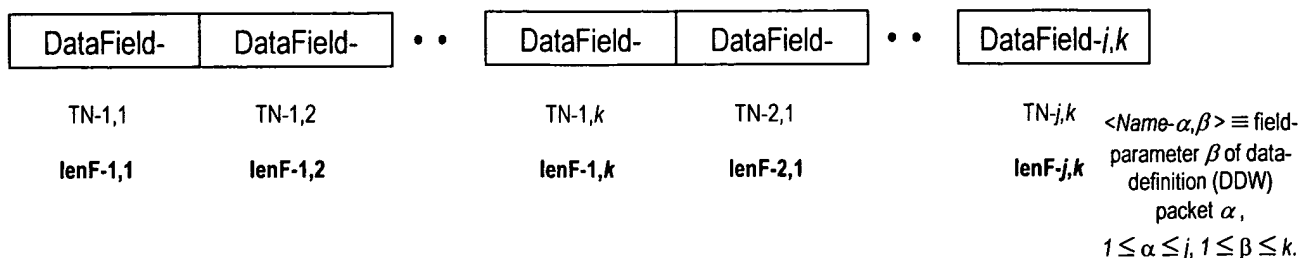 DataField- DataField- • • DataField- DataField- • • DataField-j,k
TN-1,1 TN-1,2 TN-1,k TN-2,1 TN-j,k
lenF-1,1 lenF-1,2 lenF-1,k lenF-2,1 lenF-j,k
<Name-α,β> ≡ field-
parameter β of data-
definition (DDW)
packet α,
1 ≤ α ≤ j, 1 ≤ β ≤ k.